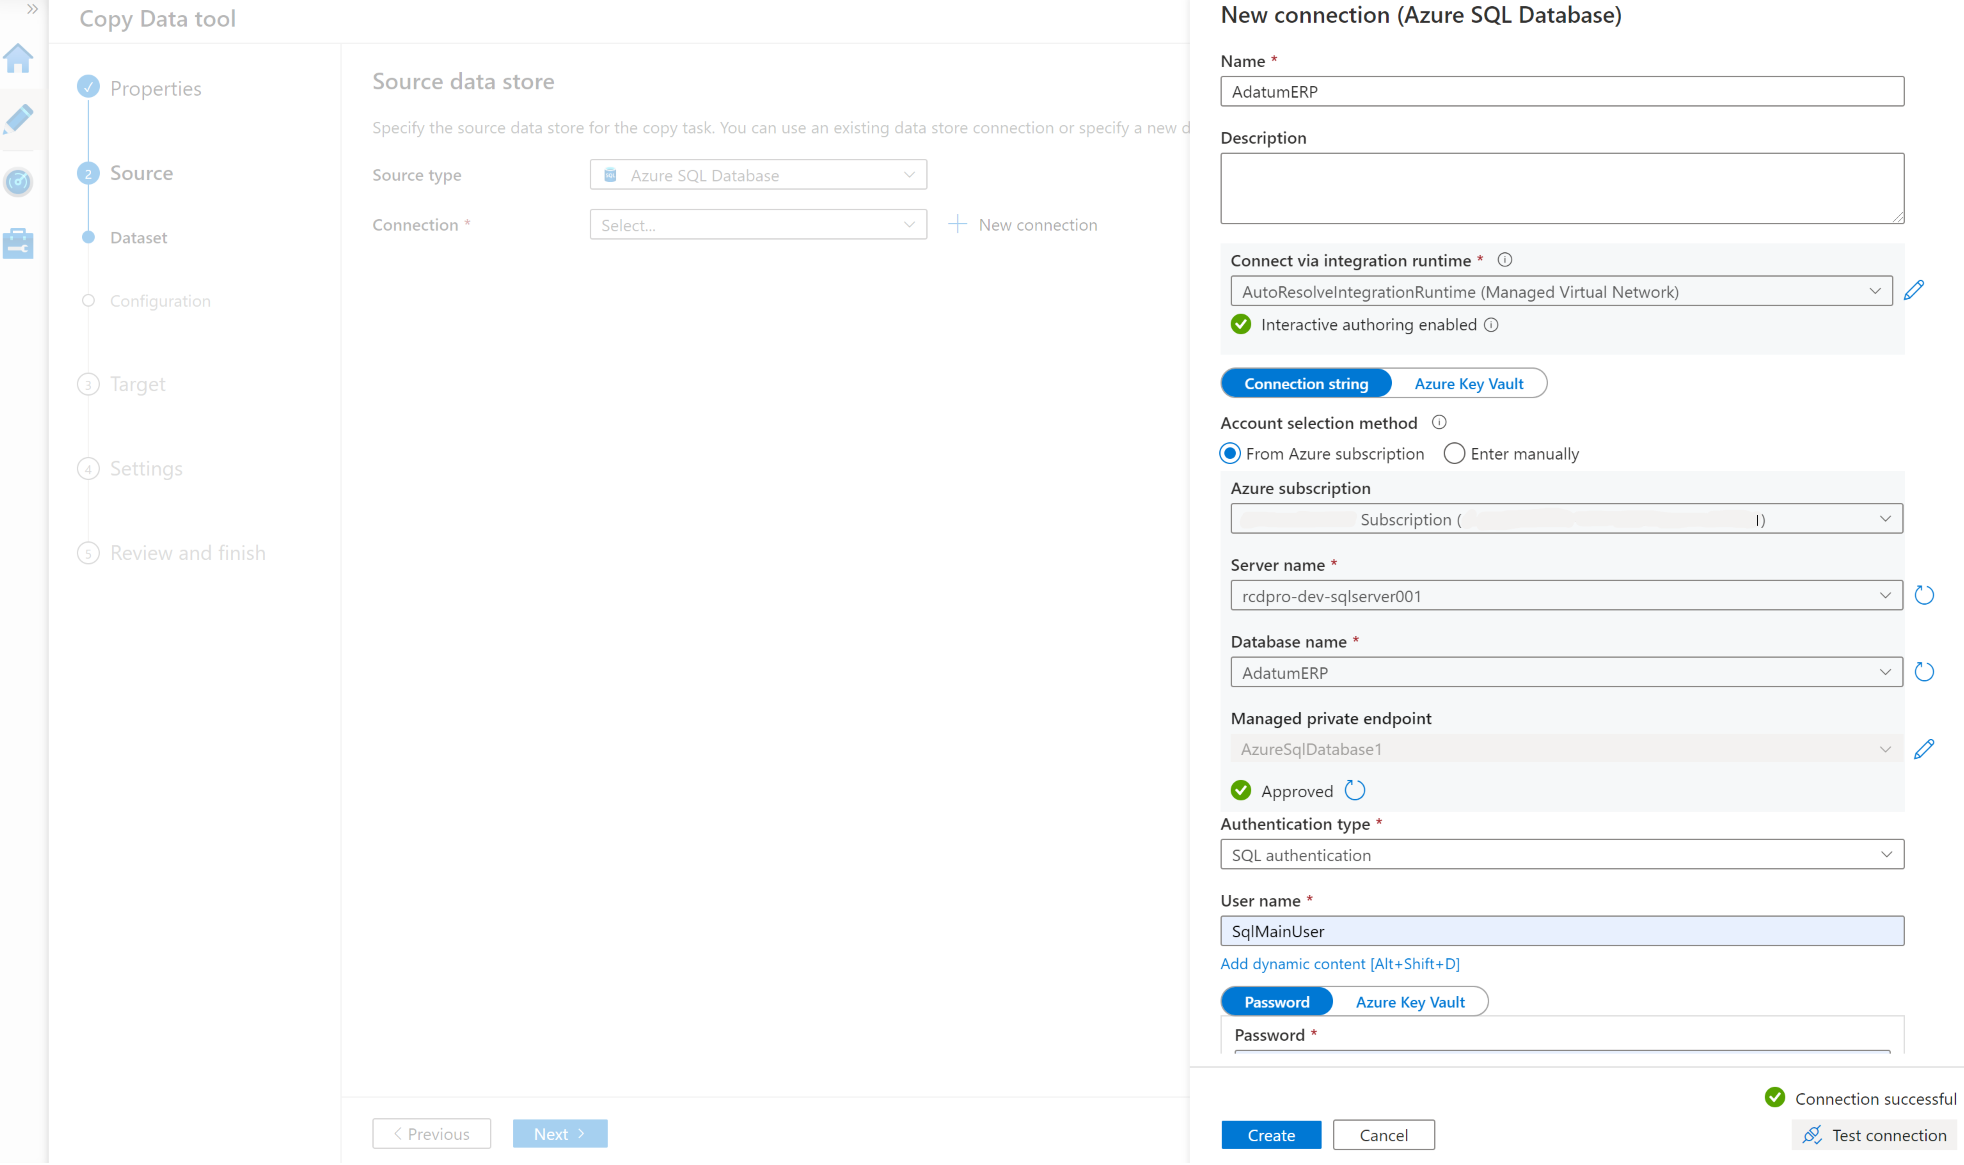 Copy Data tool
Properties
2 Source
Dataset
Configuration
3 Target
4 Settings
5 Review and finish
Source data store
Specify the source data store for the copy task. You can use an existing data store connection or specify a new d
Source type
SQL Azure SQL Database
Connection *
Select...
New connection
Previous
Next
New connection (Azure SQL Database)
Name *
AdatumERP
Description
Connect via integration runtime *
AutoResolveIntegrationRuntime (Managed Virtual Network)
Interactive authoring enabled
Connection string Azure Key Vault
Account selection method
From Azure subscription Enter manually
Azure subscription
Subscription ( )
Server name *
rcdpro-dev-sqlserver001
Database name *
AdatumERP
Managed private endpoint
AzureSqlDatabase1
Approved
Authentication type *
SQL authentication
User name *
SqlMainUser
Add dynamic content [Alt+Shift+D]
Password Azure Key Vault
Password *
Connection successful
Create Cancel Test connection